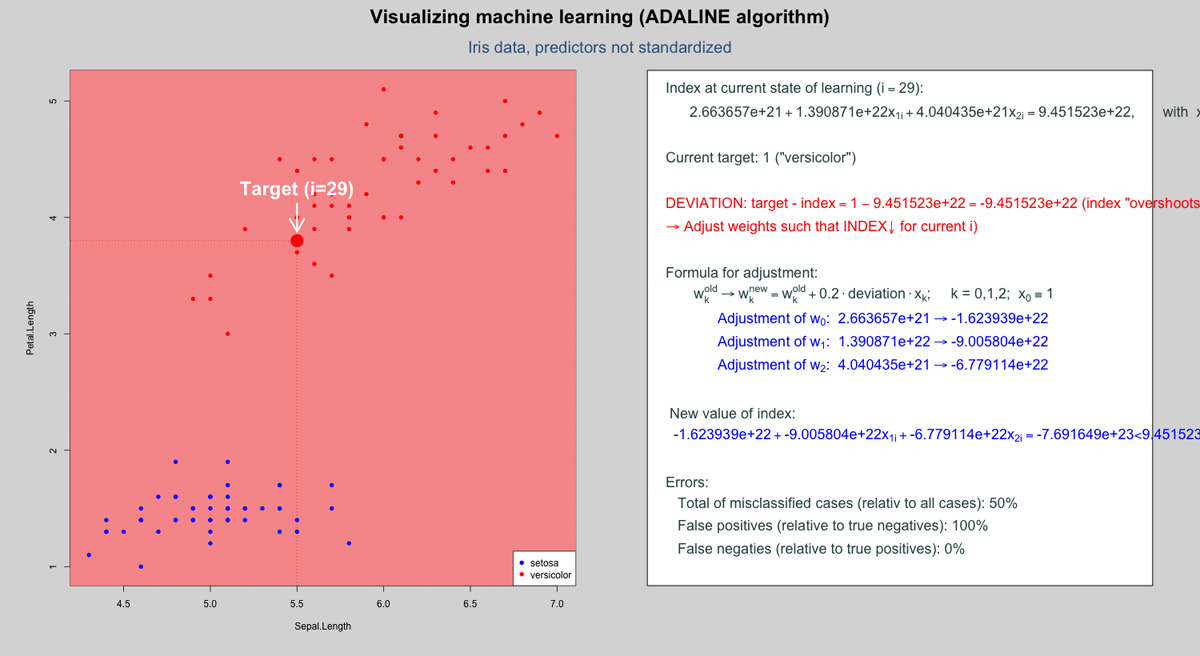 Visualizing machine learning (ADALINE algorithm)
Iris data, predictors not standardized
Petal.Length
5
4
3
2
1
Target (i=29)
setosa
versicolor
4.5 5.0 5.5 6.0 6.5 7.0
Sepal.Length
Index at current state of learning (i = 29):
2.663657e+21 + 1.390871e+22x₁ᵢ + 4.040435e+21x₂ᵢ = 9.451523e+22, with
Current target: 1 ("versicolor")
DEVIATION: target - index = 1 − 9.451523e+22 = -9.451523e+22 (index "overshoots
→ Adjust weights such that INDEX↓ for current i)
Formula for adjustment:
wₖold → wₖnew = wₖold + 0.2 · deviation · xₖ; k = 0,1,2; x₀ ≡ 1
Adjustment of w₀: 2.663657e+21 → -1.623939e+22
Adjustment of w₁: 1.390871e+22 → -9.005804e+22
Adjustment of w₂: 4.040435e+21 → -6.779114e+22
New value of index:
-1.623939e+22 + -9.005804e+22x₁ᵢ + -6.779114e+22x₂ᵢ = -7.691649e+23<9.451523
Errors:
Total of misclassified cases (relativ to all cases): 50%
False positives (relative to true negatives): 100%
False negaties (relative to true positives): 0%